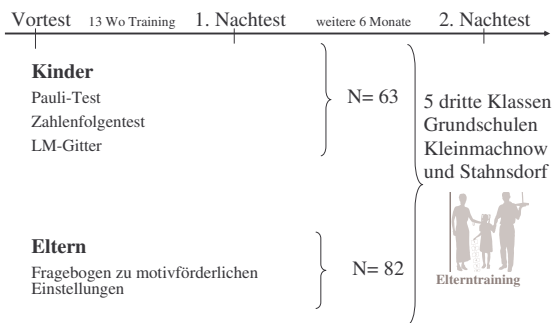 Vortest 13 Wo Training 1. Nachtest weitere 6 Monate 2. Nachtest
Kinder
Pauli-Test
Zahlenfolgentest
LM-Gitter
N= 63
5 dritte Klassen
Grundschulen
Kleinmachnow
und Stahnsdorf
Elterntraining
Eltern
Fragebogen zu motivförderlichen
Einstellungen
N= 82